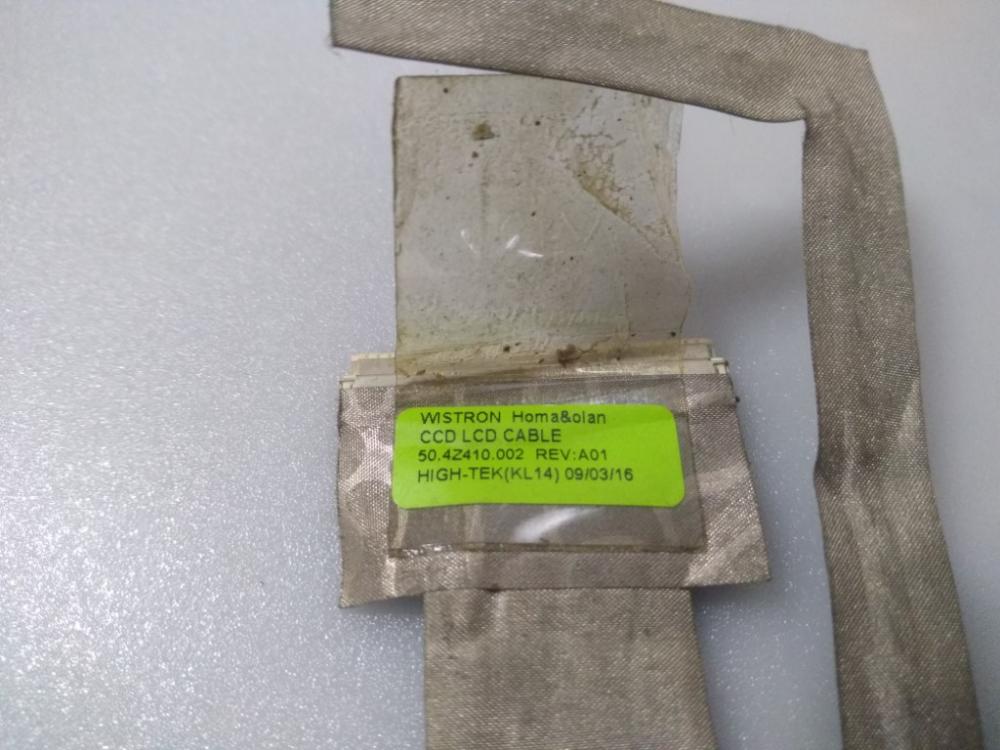 WISTRON Homa&olan
CCD LCD CABLE
50.4Z410.002 REV:A01
HIGH-TEK(KL14) 09/03/16